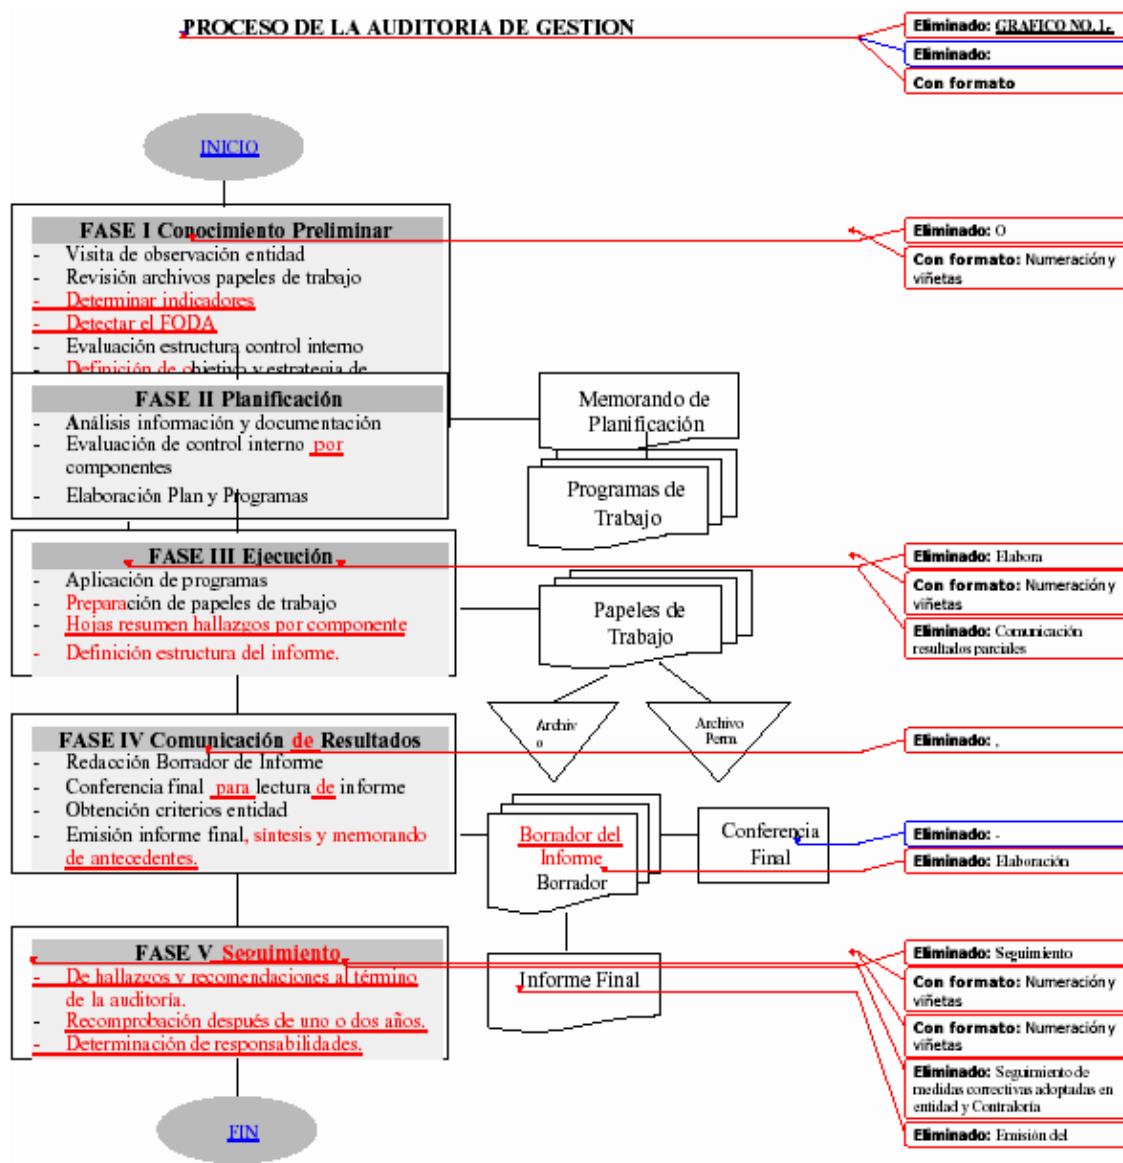 PROCESO DE LA AUDITORIA DE GESTION
Eliminado: GRAFICO NO. 1.-
Eliminado:
Con formato
INICIO
FASE I Conocimiento Preliminar
- Visita de observación entidad
- Revisión archivos papeles de trabajo
- Determinar indicadores
- Detectar el FODA
- Evaluación estructura control interno
- Definición de objetivo y estrategia de
Eliminado: O
Con formato: Numeración y
viñetas
FASE II Planificación
- Análisis información y documentación
- Evaluación de control interno por
componentes
- Elaboración Plan y Programas
Memorando de
Planificación
Programas de
Trabajo
FASE III Ejecución
- Aplicación de programas
- Preparación de papeles de trabajo
- Hojas resumen hallazgos por componente
- Definición estructura del informe.
Papeles de
Trabajo
Eliminado: Elabora
Con formato: Numeración y
viñetas
Eliminado: Comunicación
resultados parciales
Archiv
o
Archivo
Perm.
FASE IV Comunicación de Resultados
- Redacción Borrador de Informe
- Conferencia final para lectura de informe
- Obtención criterios entidad
- Emisión informe final, síntesis y memorando
de antecedentes.
Eliminado: ,
Borrador del
Informe
Borrador
Conferencia
Final
Eliminado: -
Eliminado: Elaboración
FASE V Seguimiento
- De hallazgos y recomendaciones al término
de la auditoría.
- Recomprobación después de uno o dos años.
- Determinación de responsabilidades.
Informe Final
Eliminado: Seguimiento
Con formato: Numeración y
viñetas
Con formato: Numeración y
viñetas
Eliminado: Seguimiento de
medidas correctivas adoptadas en
entidad y Contraloría
Eliminado: Emisión del
FIN